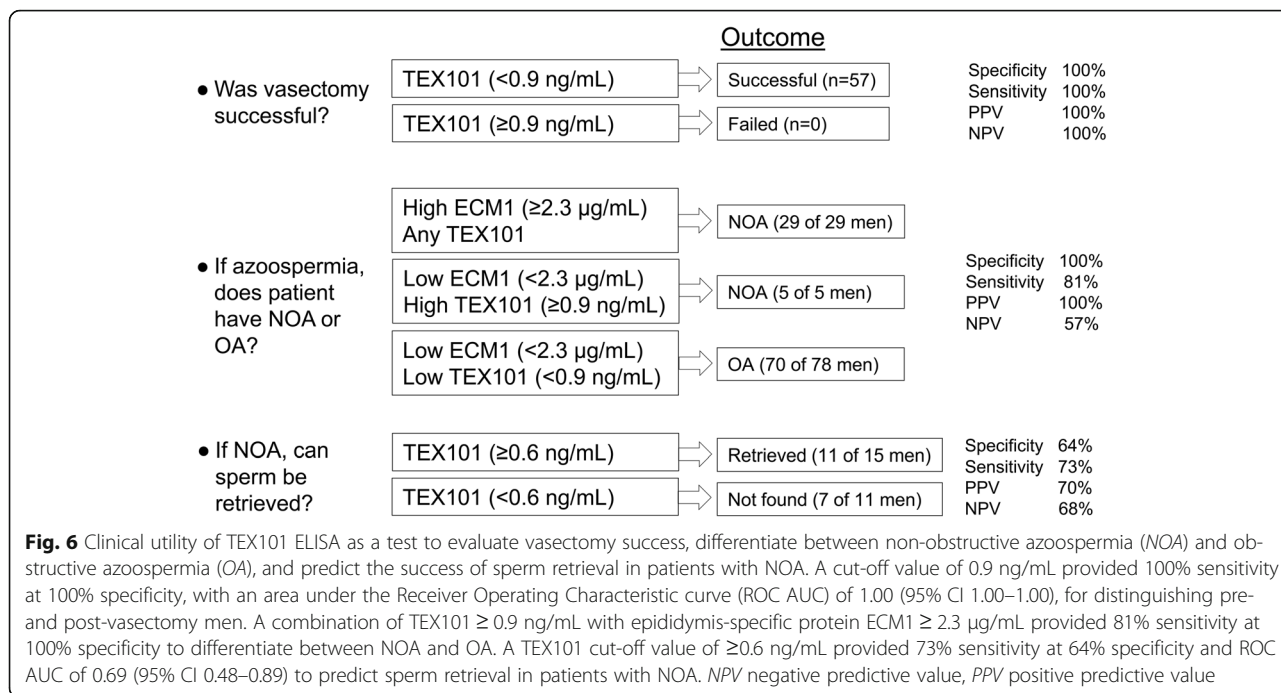 Outcome
● Was vasectomy
successful?
TEX101 (<0.9 ng/mL)
Successful (n=57)
TEX101 (≥0.9 ng/mL)
Failed (n=0)
Specificity 100%
Sensitivity 100%
PPV 100%
NPV 100%
● If azoospermia,
does patient
have NOA or
OA?
High ECM1 (≥2.3 µg/mL)
Any TEX101
NOA (29 of 29 men)
Low ECM1 (<2.3 µg/mL)
High TEX101 (≥0.9 ng/mL)
NOA (5 of 5 men)
Low ECM1 (<2.3 µg/mL)
Low TEX101 (<0.9 ng/mL)
OA (70 of 78 men)
Specificity 100%
Sensitivity 81%
PPV 100%
NPV 57%
● If NOA, can
sperm be
retrieved?
TEX101 (≥0.6 ng/mL)
Retrieved (11 of 15 men)
TEX101 (<0.6 ng/mL)
Not found (7 of 11 men)
Specificity 64%
Sensitivity 73%
PPV 70%
NPV 68%
Fig. 6 Clinical utility of TEX101 ELISA as a test to evaluate vasectomy success, differentiate between non-obstructive azoospermia (NOA) and ob-
structive azoospermia (OA), and predict the success of sperm retrieval in patients with NOA. A cut-off value of 0.9 ng/mL provided 100% sensitivity
at 100% specificity, with an area under the Receiver Operating Characteristic curve (ROC AUC) of 1.00 (95% CI 1.00–1.00), for distinguishing pre-
and post-vasectomy men. A combination of TEX101 ≥ 0.9 ng/mL with epididymis-specific protein ECM1 ≥ 2.3 µg/mL provided 81% sensitivity at
100% specificity to differentiate between NOA and OA. A TEX101 cut-off value of ≥0.6 ng/mL provided 73% sensitivity at 64% specificity and ROC
AUC of 0.69 (95% CI 0.48–0.89) to predict sperm retrieval in patients with NOA. NPV negative predictive value, PPV positive predictive value